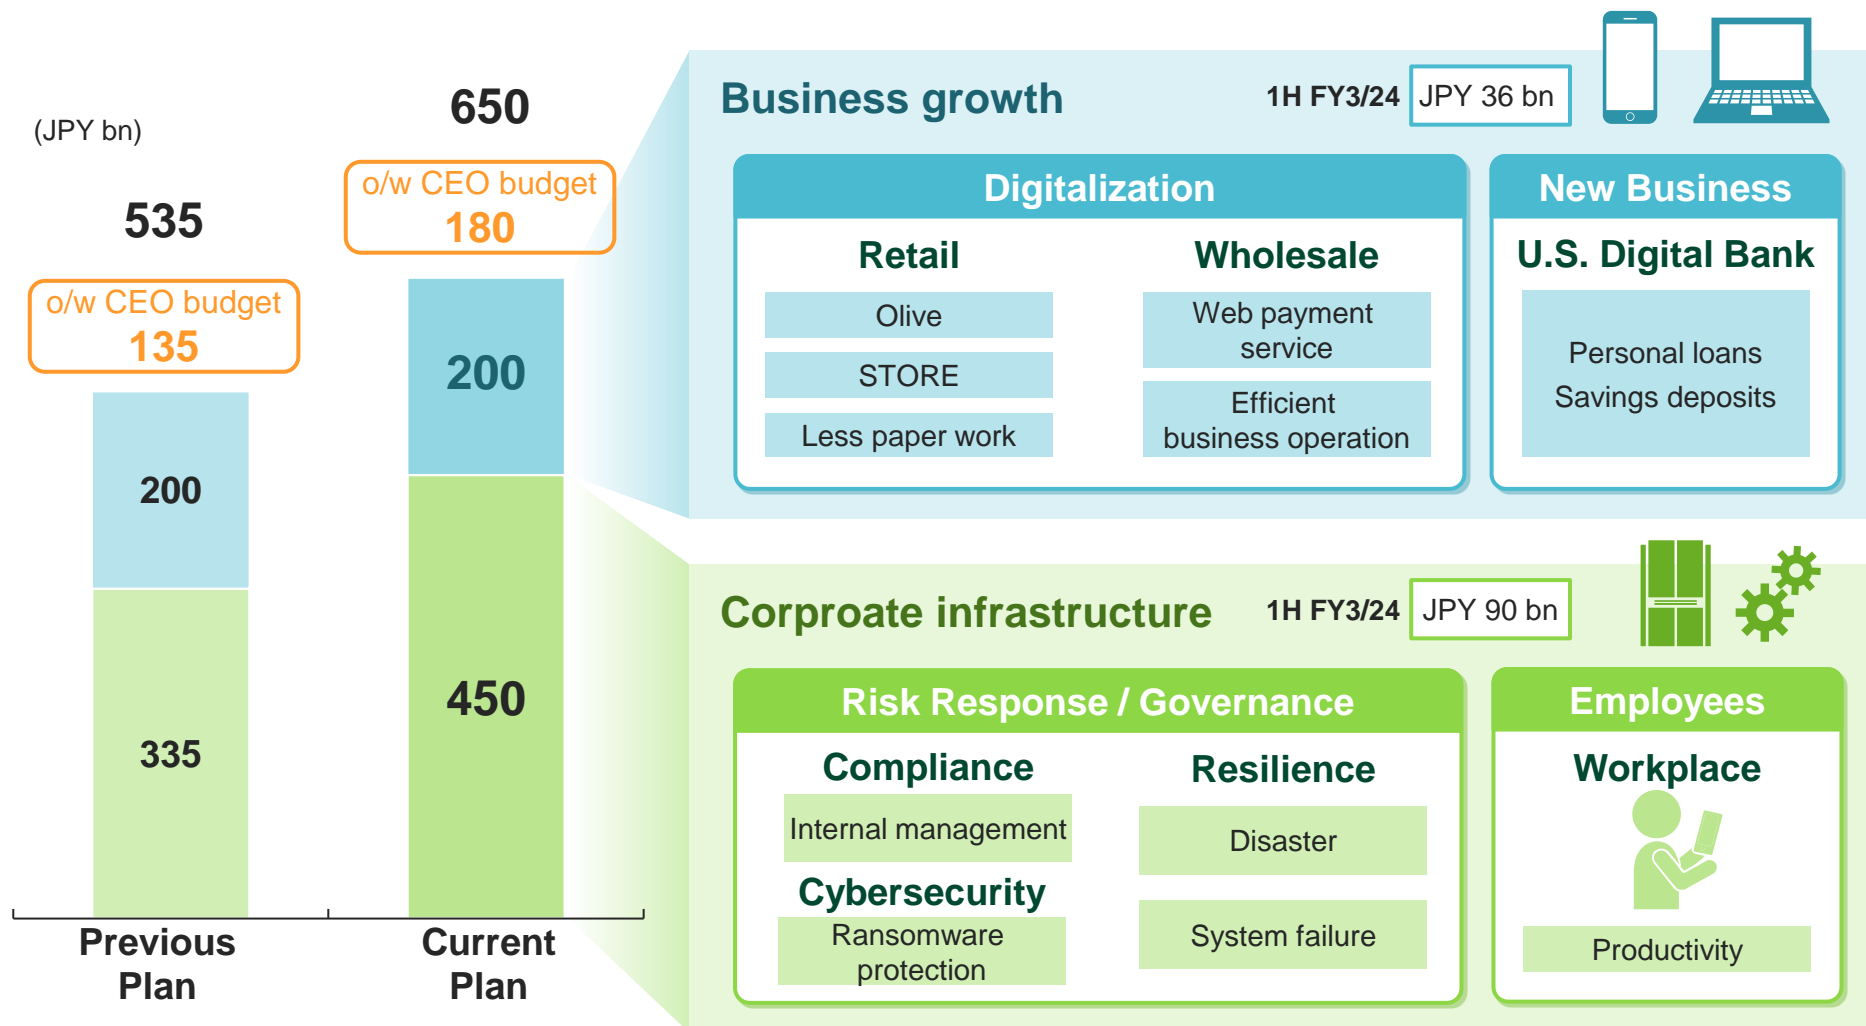 (JPY bn)
535
o/w CEO budget
135
200
335
Previous
Plan
650
o/w CEO budget
180
200
450
Current
Plan
Business growth
1H FY3/24
JPY 36 bn
Digitalization
Retail
Olive
STORE
Less paper work
Wholesale
Web payment
service
Efficient
business operation
New Business
U.S. Digital Bank
Personal loans
Savings deposits
Corproate infrastructure
1H FY3/24
JPY 90 bn
Risk Response / Governance
Compliance
Internal management
Cybersecurity
Ransomware
protection
Resilience
Disaster
System failure
Employees
Workplace
Productivity